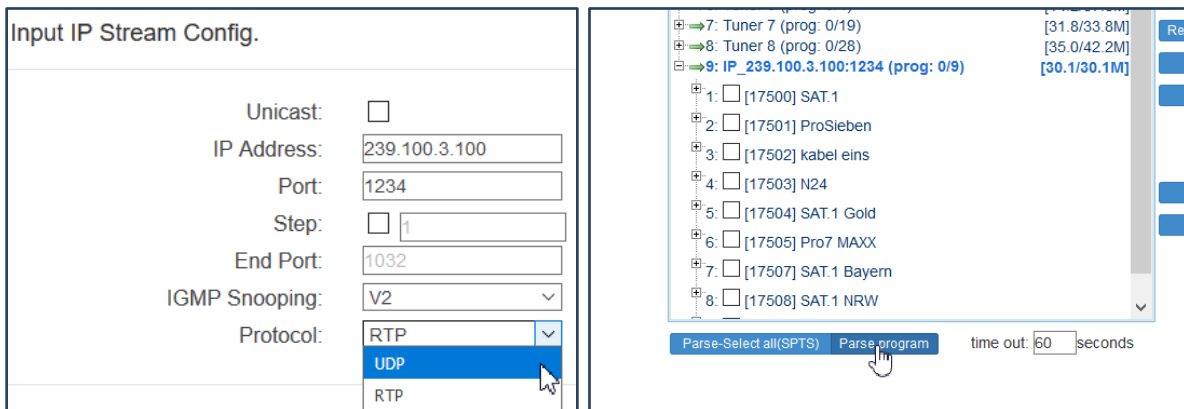 Input IP Stream Config.
Unicast:
IP Address: 239.100.3.100
Port: 1234
Step: 1
End Port: 1032
IGMP Snooping: V2
Protocol: RTP
UDP
RTP
7: Tuner 7 (prog: 0/19) [31.8/33.8M]
8: Tuner 8 (prog: 0/28) [35.0/42.2M]
9: IP_239.100.3.100:1234 (prog: 0/9) [30.1/30.1M]
1: [17500] SAT.1
2: [17501] ProSieben
3: [17502] kabel eins
4: [17503] N24
5: [17504] SAT.1 Gold
6: [17505] Pro7 MAXX
7: [17507] SAT.1 Bayern
8: [17508] SAT.1 NRW
Re
Parse-Select all(SPTS) Parse program time out: 60 seconds